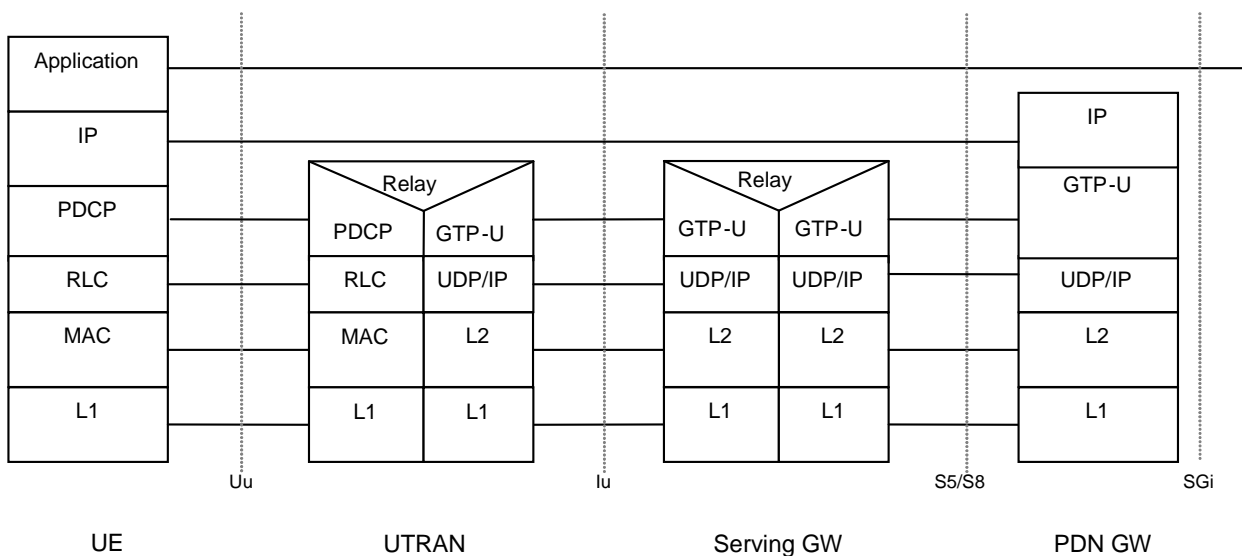 Application
IP
PDCP
RLC
MAC
L1
Relay
PDCP
GTP-U
RLC
UDP/IP
MAC
L2
L1
L1
Relay
GTP-U
GTP-U
UDP/IP
UDP/IP
L2
L2
L1
L1
IP
GTP-U
UDP/IP
L2
L1
Uu
Iu
S5/S8
SGi
UE
UTRAN
Serving GW
PDN GW